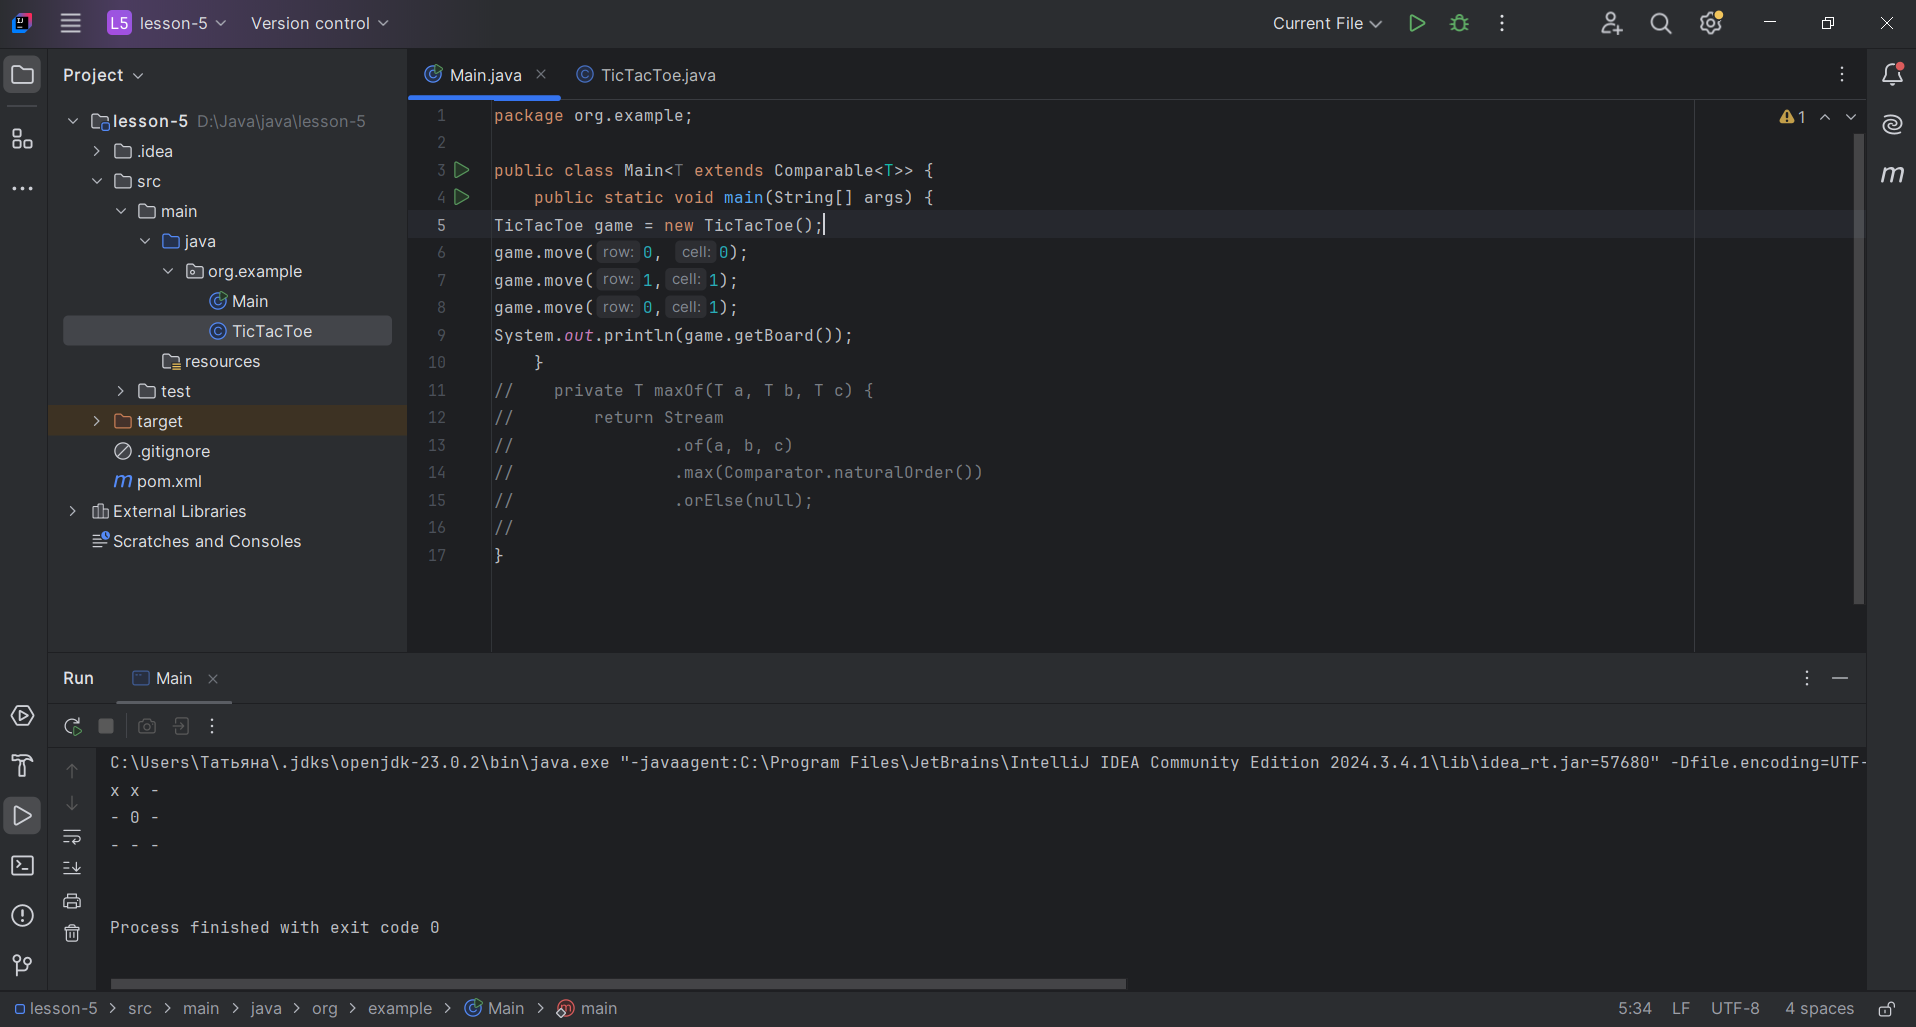 L5 lesson-5 Version control Current File
Project
lesson-5 D:\Java\java\lesson-5
.idea
src
main
java
org.example
Main
TicTacToe
resources
test
target
.gitignore
m pom.xml
External Libraries
Scratches and Consoles
Main.java TicTacToe.java
1 package org.example;
2
3 public class Main<T extends Comparable<T>> {
4 public static void main(String[] args) {
5 TicTacToe game = new TicTacToe();
6 game.move( row: 0, cell: 0);
7 game.move( row: 1, cell: 1);
8 game.move( row: 0, cell: 1);
9 System.out.println(game.getBoard());
10 }
11 // private T maxOf(T a, T b, T c) {
12 // return Stream
13 // .of(a, b, c)
14 // .max(Comparator.naturalOrder())
15 // .orElse(null);
16 //
17 }
1
m
Run Main
C:\Users\Татьяна\.jdks\openjdk-23.0.2\bin\java.exe "-javaagent:C:\Program Files\JetBrains\IntelliJ IDEA Community Edition 2024.3.4.1\lib\idea_rt.jar=57680" -Dfile.encoding=UTF-
x x -
- 0 -
- - -
Process finished with exit code 0
lesson-5 > src > main > java > org > example > Main > m main 5:34 LF UTF-8 4 spaces